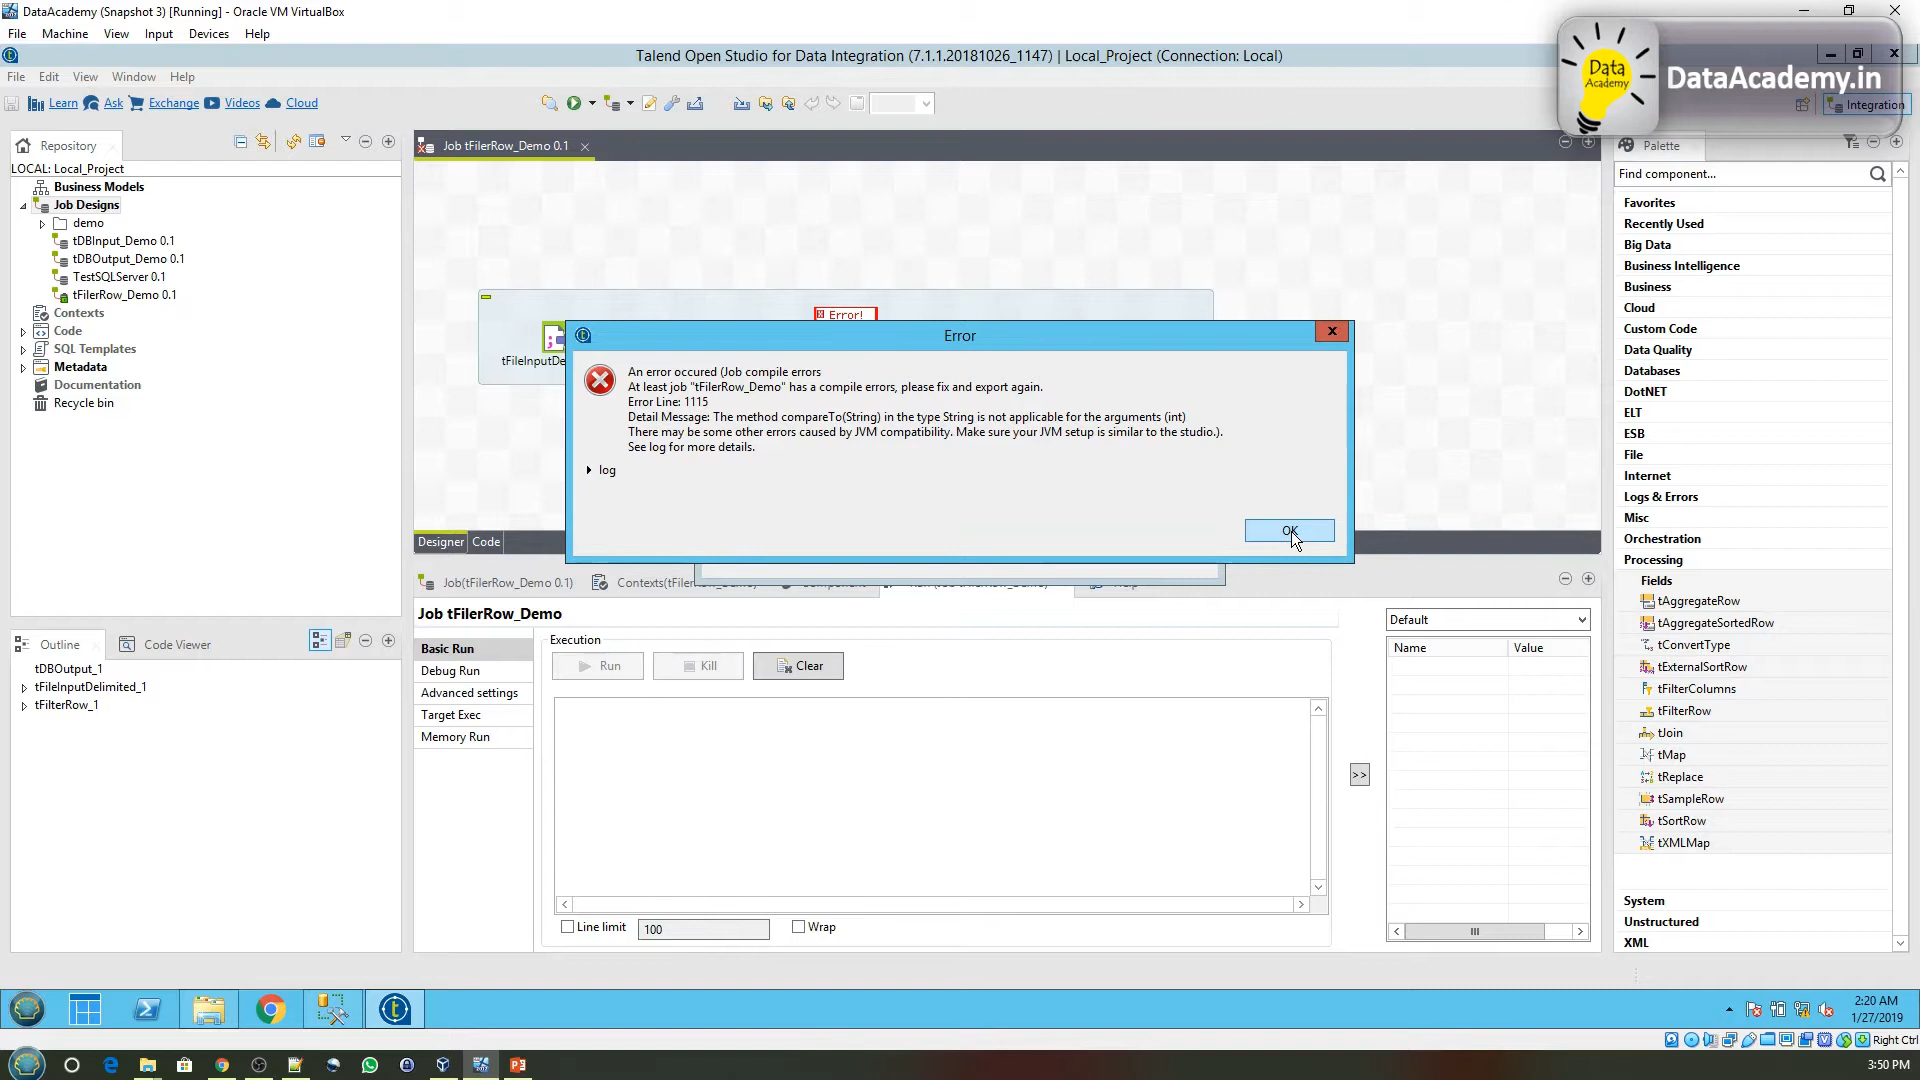 DataAcademy (Snapshot 3) [Running] - Oracle VM VirtualBox
File Machine View Input Devices Help
Talend Open Studio for Data Integration (7.1.1.20181026_1147) | Local_Project (Connection: Local)
Data Academy
DataAcademy.in
File Edit View Window Help
Learn Ask Exchange Videos Cloud
Integration
Repository
LOCAL: Local_Project
Business Models
Job Designs
demo
tDBInput_Demo 0.1
tDBOutput_Demo 0.1
TestSQLServer 0.1
tFilerRow_Demo 0.1
Contexts
Code
SQL Templates
Metadata
Documentation
Recycle bin
Job tFilerRow_Demo 0.1
Error!
tFileInputDe
Error
An error occured (Job compile errors
At least job "tFilerRow_Demo" has a compile errors, please fix and export again.
Error Line: 1115
Detail Message: The method compareTo(String) in the type String is not applicable for the arguments (int)
There may be some other errors caused by JVM compatibility. Make sure your JVM setup is similar to the studio.).
See log for more details.
log
OK
Designer Code
Job(tFilerRow_Demo 0.1)
Job tFilerRow_Demo
Basic Run
Debug Run
Advanced settings
Target Exec
Memory Run
Execution
Run Kill Clear
Line limit 100 Wrap
Default
Name Value
>>
Outline Code Viewer
tDBOutput_1
tFileInputDelimited_1
tFilterRow_1
Palette
Find component...
Favorites
Recently Used
Big Data
Business Intelligence
Business
Cloud
Custom Code
Data Quality
Databases
DotNET
ELT
ESB
File
Internet
Logs & Errors
Misc
Orchestration
Processing
Fields
tAggregateRow
tAggregateSortedRow
tConvertType
tExternalSortRow
tFilterColumns
tFilterRow
tJoin
tMap
tReplace
tSampleRow
tSortRow
tXMLMap
System
Unstructured
XML
2:20 AM
1/27/2019
Right Ctrl
3:50 PM